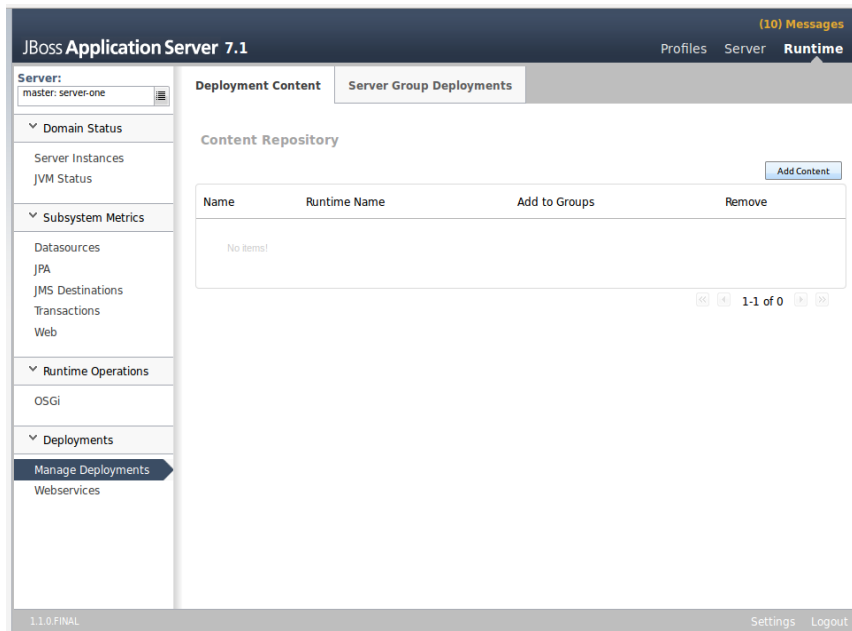 (10) Messages
JBoss Application Server 7.1
Profiles Server Runtime
Server:
master: server-one
Deployment Content Server Group Deployments
Domain Status
Server Instances
JVM Status
Subsystem Metrics
Datasources
JPA
JMS Destinations
Transactions
Web
Runtime Operations
OSGi
Deployments
Manage Deployments
Webservices
Content Repository
Add Content
Name Runtime Name Add to Groups Remove
No items!
1-1 of 0
1.1.0.FINAL
Settings Logout